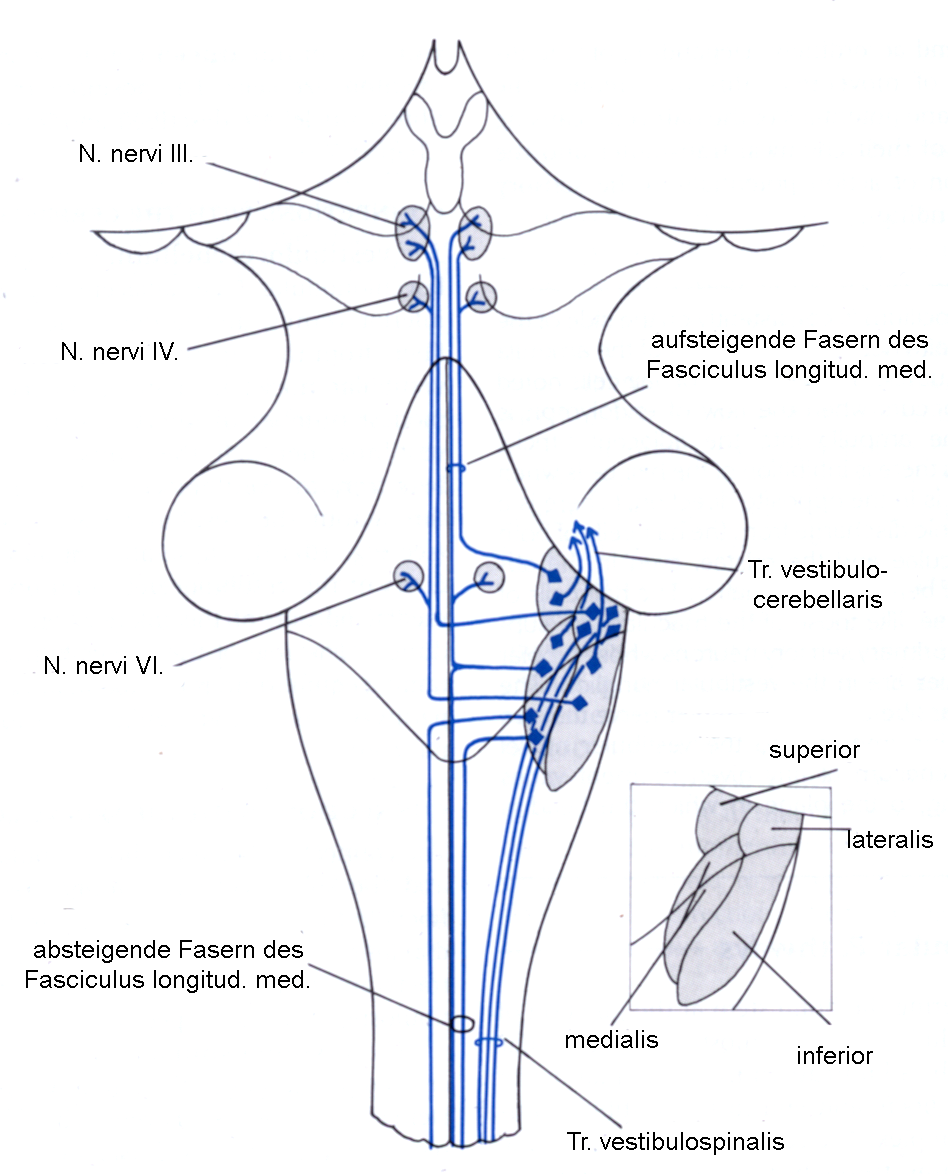 N. nervi III.
N. nervi IV.
aufsteigende Fasern des
Fasciculus longitud. med.
Tr. vestibulo-
cerebellaris
N. nervi VI.
superior
lateralis
absteigende Fasern des
Fasciculus longitud. med.
medialis
inferior
Tr. vestibulospinalis